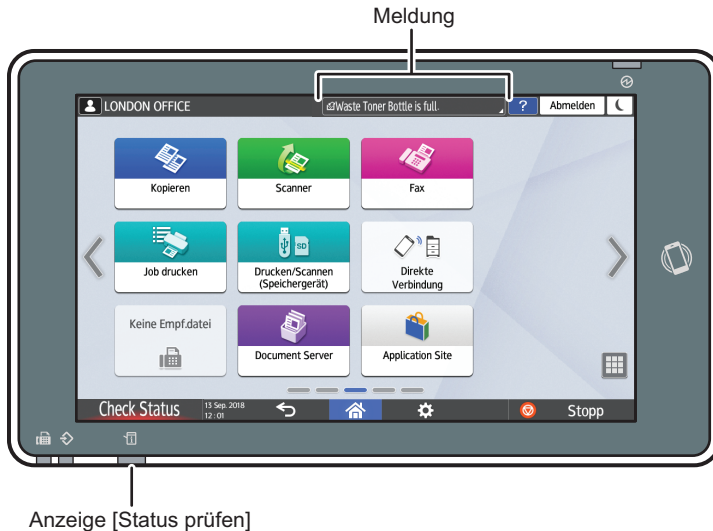 Meldung
LONDON OFFICE
Waste Toner Bottle is full.
?
Abmelden
Kopieren
Scanner
Fax
Job drucken
SD
Drucken/Scannen
(Speichergerät)
Direkte
Verbindung
Keine Empf.datei
Document Server
Application Site
Check Status
13 Sep. 2018
12 : 01
Stopp
Anzeige [Status prüfen]